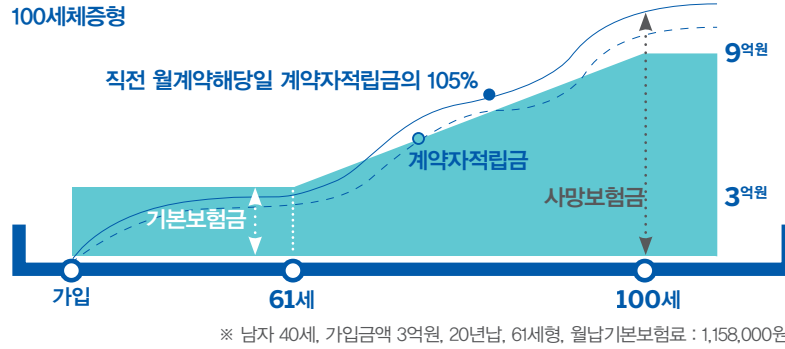 100세체증형
9억원
직전 월계약해당일 계약자적립금의 105%
계약자적립금
사망보험금
3억원
기본보험금
가입
61세
100세
※ 남자 40세, 가입금액 3억원, 20년납, 61세형, 월납기본보험료 : 1,158,000원